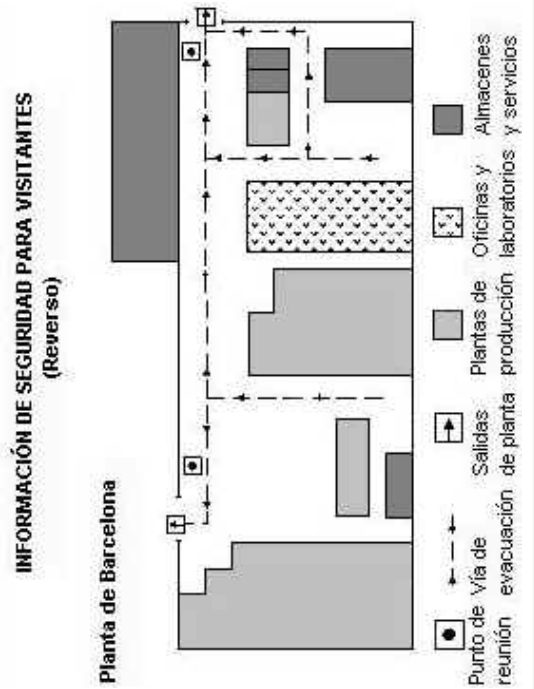 INFORMACIÓN DE SEGURIDAD PARA VISITANTES
(Reverso)
Planta de Barcelona
Punto de reunión
Vía de evacuación
Salidas de planta
Plantas de producción
Oficinas y laboratorios
Almacenes y servicios